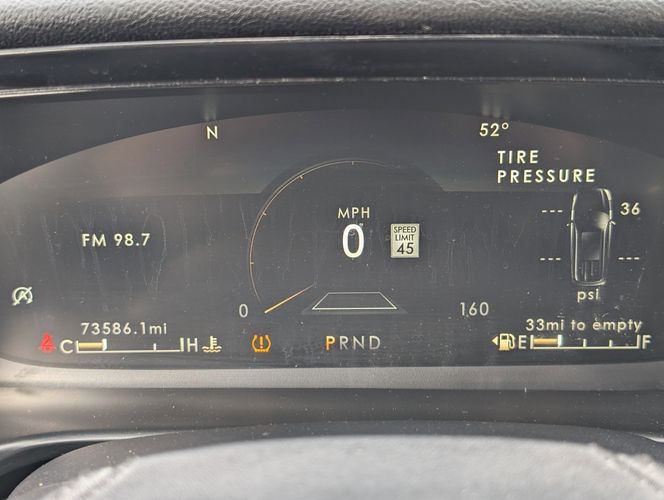 N
52°
TIRE
PRESSURE
MPH
36
0
SPEED
LIMIT
45
FM 98.7
---
--- ---
psi
0
160
73586.1mi
33mi to empty
C
H
PRND
E
F